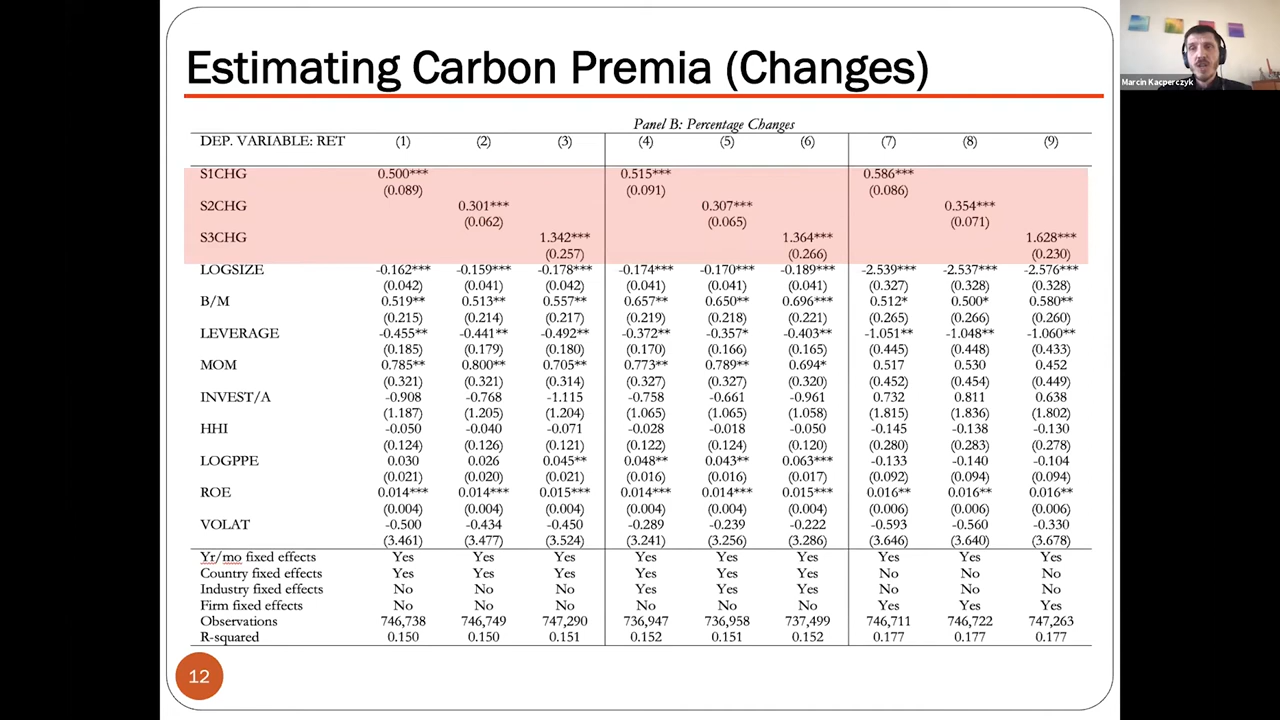 Estimating Carbon Premia (Changes)
Marcin Kacperczyk
Panel B: Percentage Changes
DEP. VARIABLE: RET (1) (2) (3) (4) (5) (6) (7) (8) (9)
S1CHG 0.500*** 0.515*** 0.586***
(0.089) (0.091) (0.086)
S2CHG 0.301*** 0.307*** 0.354***
(0.062) (0.065) (0.071)
S3CHG 1.342*** 1.364*** 1.628***
(0.257) (0.266) (0.230)
LOGSIZE -0.162*** -0.159*** -0.178*** -0.174*** -0.170*** -0.189*** -2.539*** -2.537*** -2.576***
(0.042) (0.041) (0.042) (0.041) (0.041) (0.041) (0.327) (0.328) (0.328)
B/M 0.519** 0.513** 0.557** 0.657** 0.650** 0.696*** 0.512* 0.500* 0.580**
(0.215) (0.214) (0.217) (0.219) (0.218) (0.221) (0.265) (0.266) (0.260)
LEVERAGE -0.455** -0.441** -0.492** -0.372** -0.357* -0.403** -1.051** -1.048** -1.060**
(0.185) (0.179) (0.180) (0.170) (0.166) (0.165) (0.445) (0.448) (0.433)
MOM 0.785** 0.800** 0.705** 0.773** 0.789** 0.694* 0.517 0.530 0.452
(0.321) (0.321) (0.314) (0.327) (0.327) (0.320) (0.452) (0.454) (0.449)
INVEST/A -0.908 -0.768 -1.115 -0.758 -0.661 -0.961 0.732 0.811 0.638
(1.187) (1.205) (1.204) (1.065) (1.065) (1.058) (1.815) (1.836) (1.802)
HHI -0.050 -0.040 -0.071 -0.028 -0.018 -0.050 -0.145 -0.138 -0.130
(0.124) (0.126) (0.121) (0.122) (0.124) (0.120) (0.280) (0.283) (0.278)
LOGPPE 0.030 0.026 0.045** 0.048** 0.043** 0.063*** -0.133 -0.140 -0.104
(0.021) (0.020) (0.021) (0.016) (0.016) (0.017) (0.092) (0.094) (0.094)
ROE 0.014*** 0.014*** 0.015*** 0.014*** 0.014*** 0.015*** 0.016** 0.016** 0.016**
(0.004) (0.004) (0.004) (0.004) (0.004) (0.004) (0.006) (0.006) (0.006)
VOLAT -0.500 -0.434 -0.450 -0.289 -0.239 -0.222 -0.593 -0.560 -0.330
(3.461) (3.477) (3.524) (3.241) (3.256) (3.286) (3.646) (3.640) (3.678)
Yr/mo fixed effects Yes Yes Yes Yes Yes Yes Yes Yes Yes
Country fixed effects Yes Yes Yes Yes Yes Yes No No No
Industry fixed effects No No No Yes Yes Yes No No No
Firm fixed effects No No No No No No Yes Yes Yes
Observations 746,738 746,749 747,290 736,947 736,958 737,499 746,711 746,722 747,263
R-squared 0.150 0.150 0.151 0.152 0.151 0.152 0.177 0.177 0.177
12